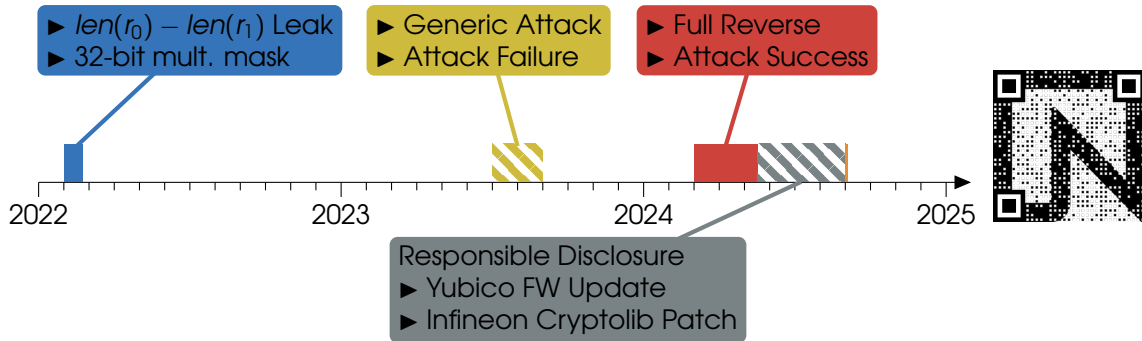 ► len(r₀) – len(r₁) Leak
► 32-bit mult. mask
► Generic Attack
► Attack Failure
► Full Reverse
► Attack Success
2022
2023
2024
2025
Responsible Disclosure
► Yubico FW Update
► Infineon Cryptolib Patch